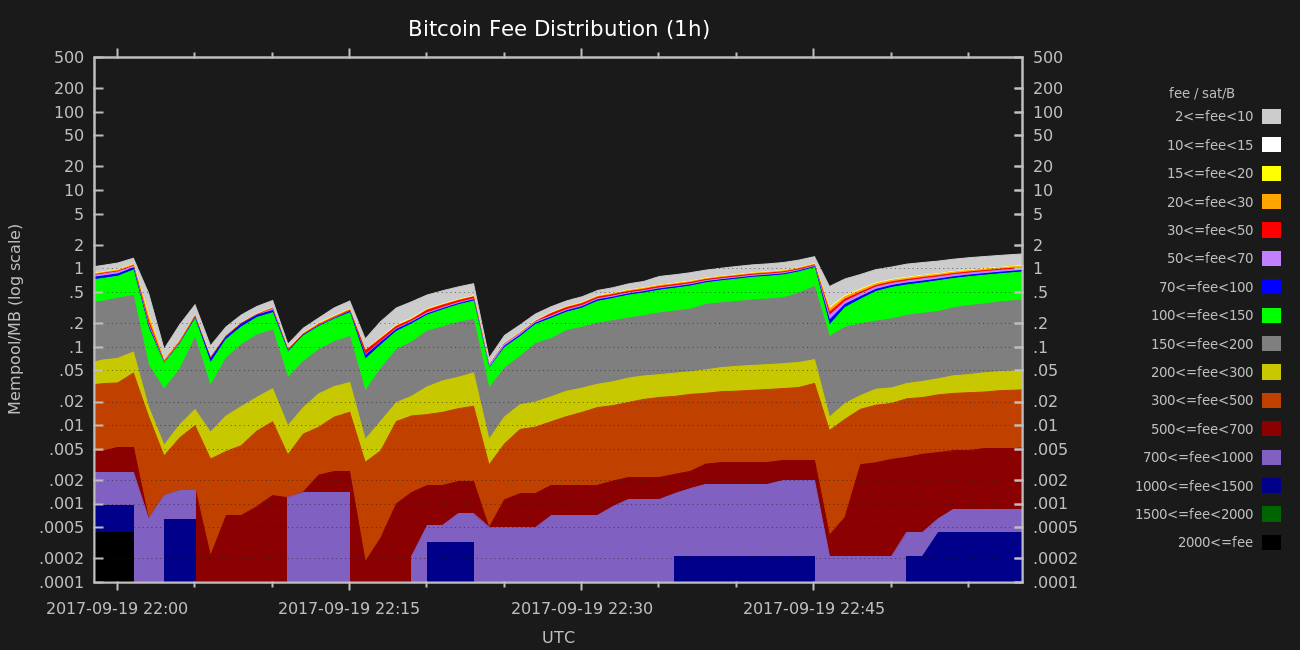 Bitcoin Fee Distribution (1h)
500 500
200 200
100 100
50 50
20 20
10 10
5 5
2 2
1 1
.5 .5
.2 .2
.1 .1
.05 .05
.02 .02
.01 .01
.005 .005
.002 .002
.001 .001
.0005 .0005
.0002 .0002
.0001 .0001
Mempool/MB (log scale)
2017-09-19 22:00 2017-09-19 22:15 2017-09-19 22:30 2017-09-19 22:45
UTC
fee / sat/B
2<=fee<10
10<=fee<15
15<=fee<20
20<=fee<30
30<=fee<50
50<=fee<70
70<=fee<100
100<=fee<150
150<=fee<200
200<=fee<300
300<=fee<500
500<=fee<700
700<=fee<1000
1000<=fee<1500
1500<=fee<2000
2000<=fee